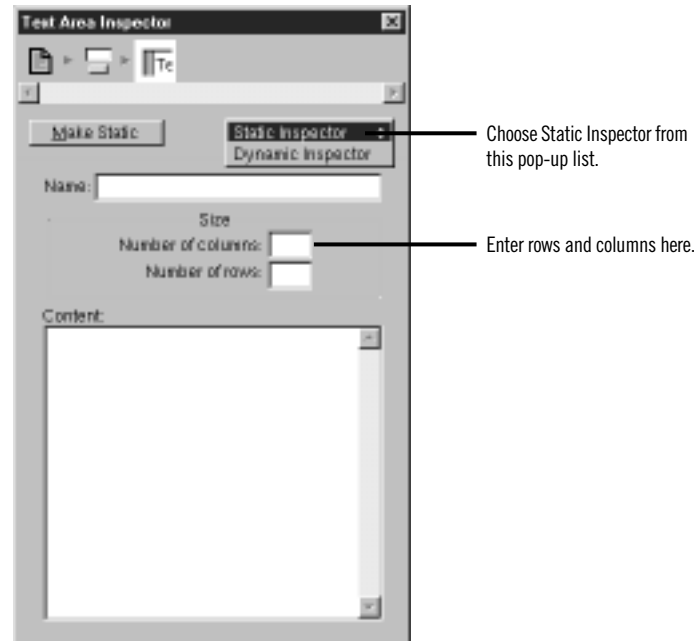 Text Area Inspector
Te
Make Static
Static Inspector
Dynamic Inspector
Choose Static Inspector from
this pop-up list.
Name:
Size
Number of columns:
Enter rows and columns here.
Number of rows:
Content: